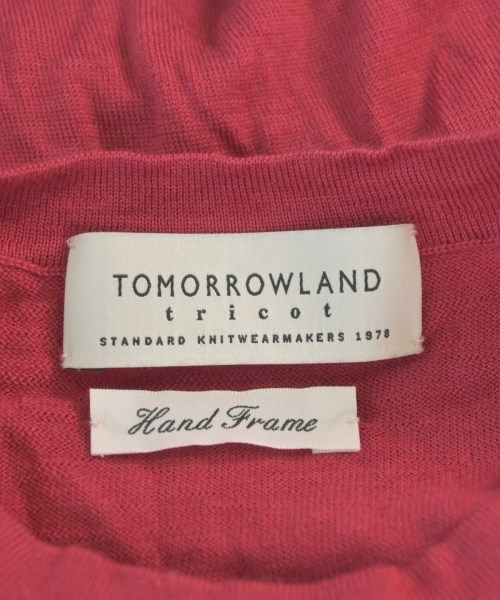 TOMORROWLAND
tricot
STANDARD KNITWEARMAKERS 1978
Hand Frame